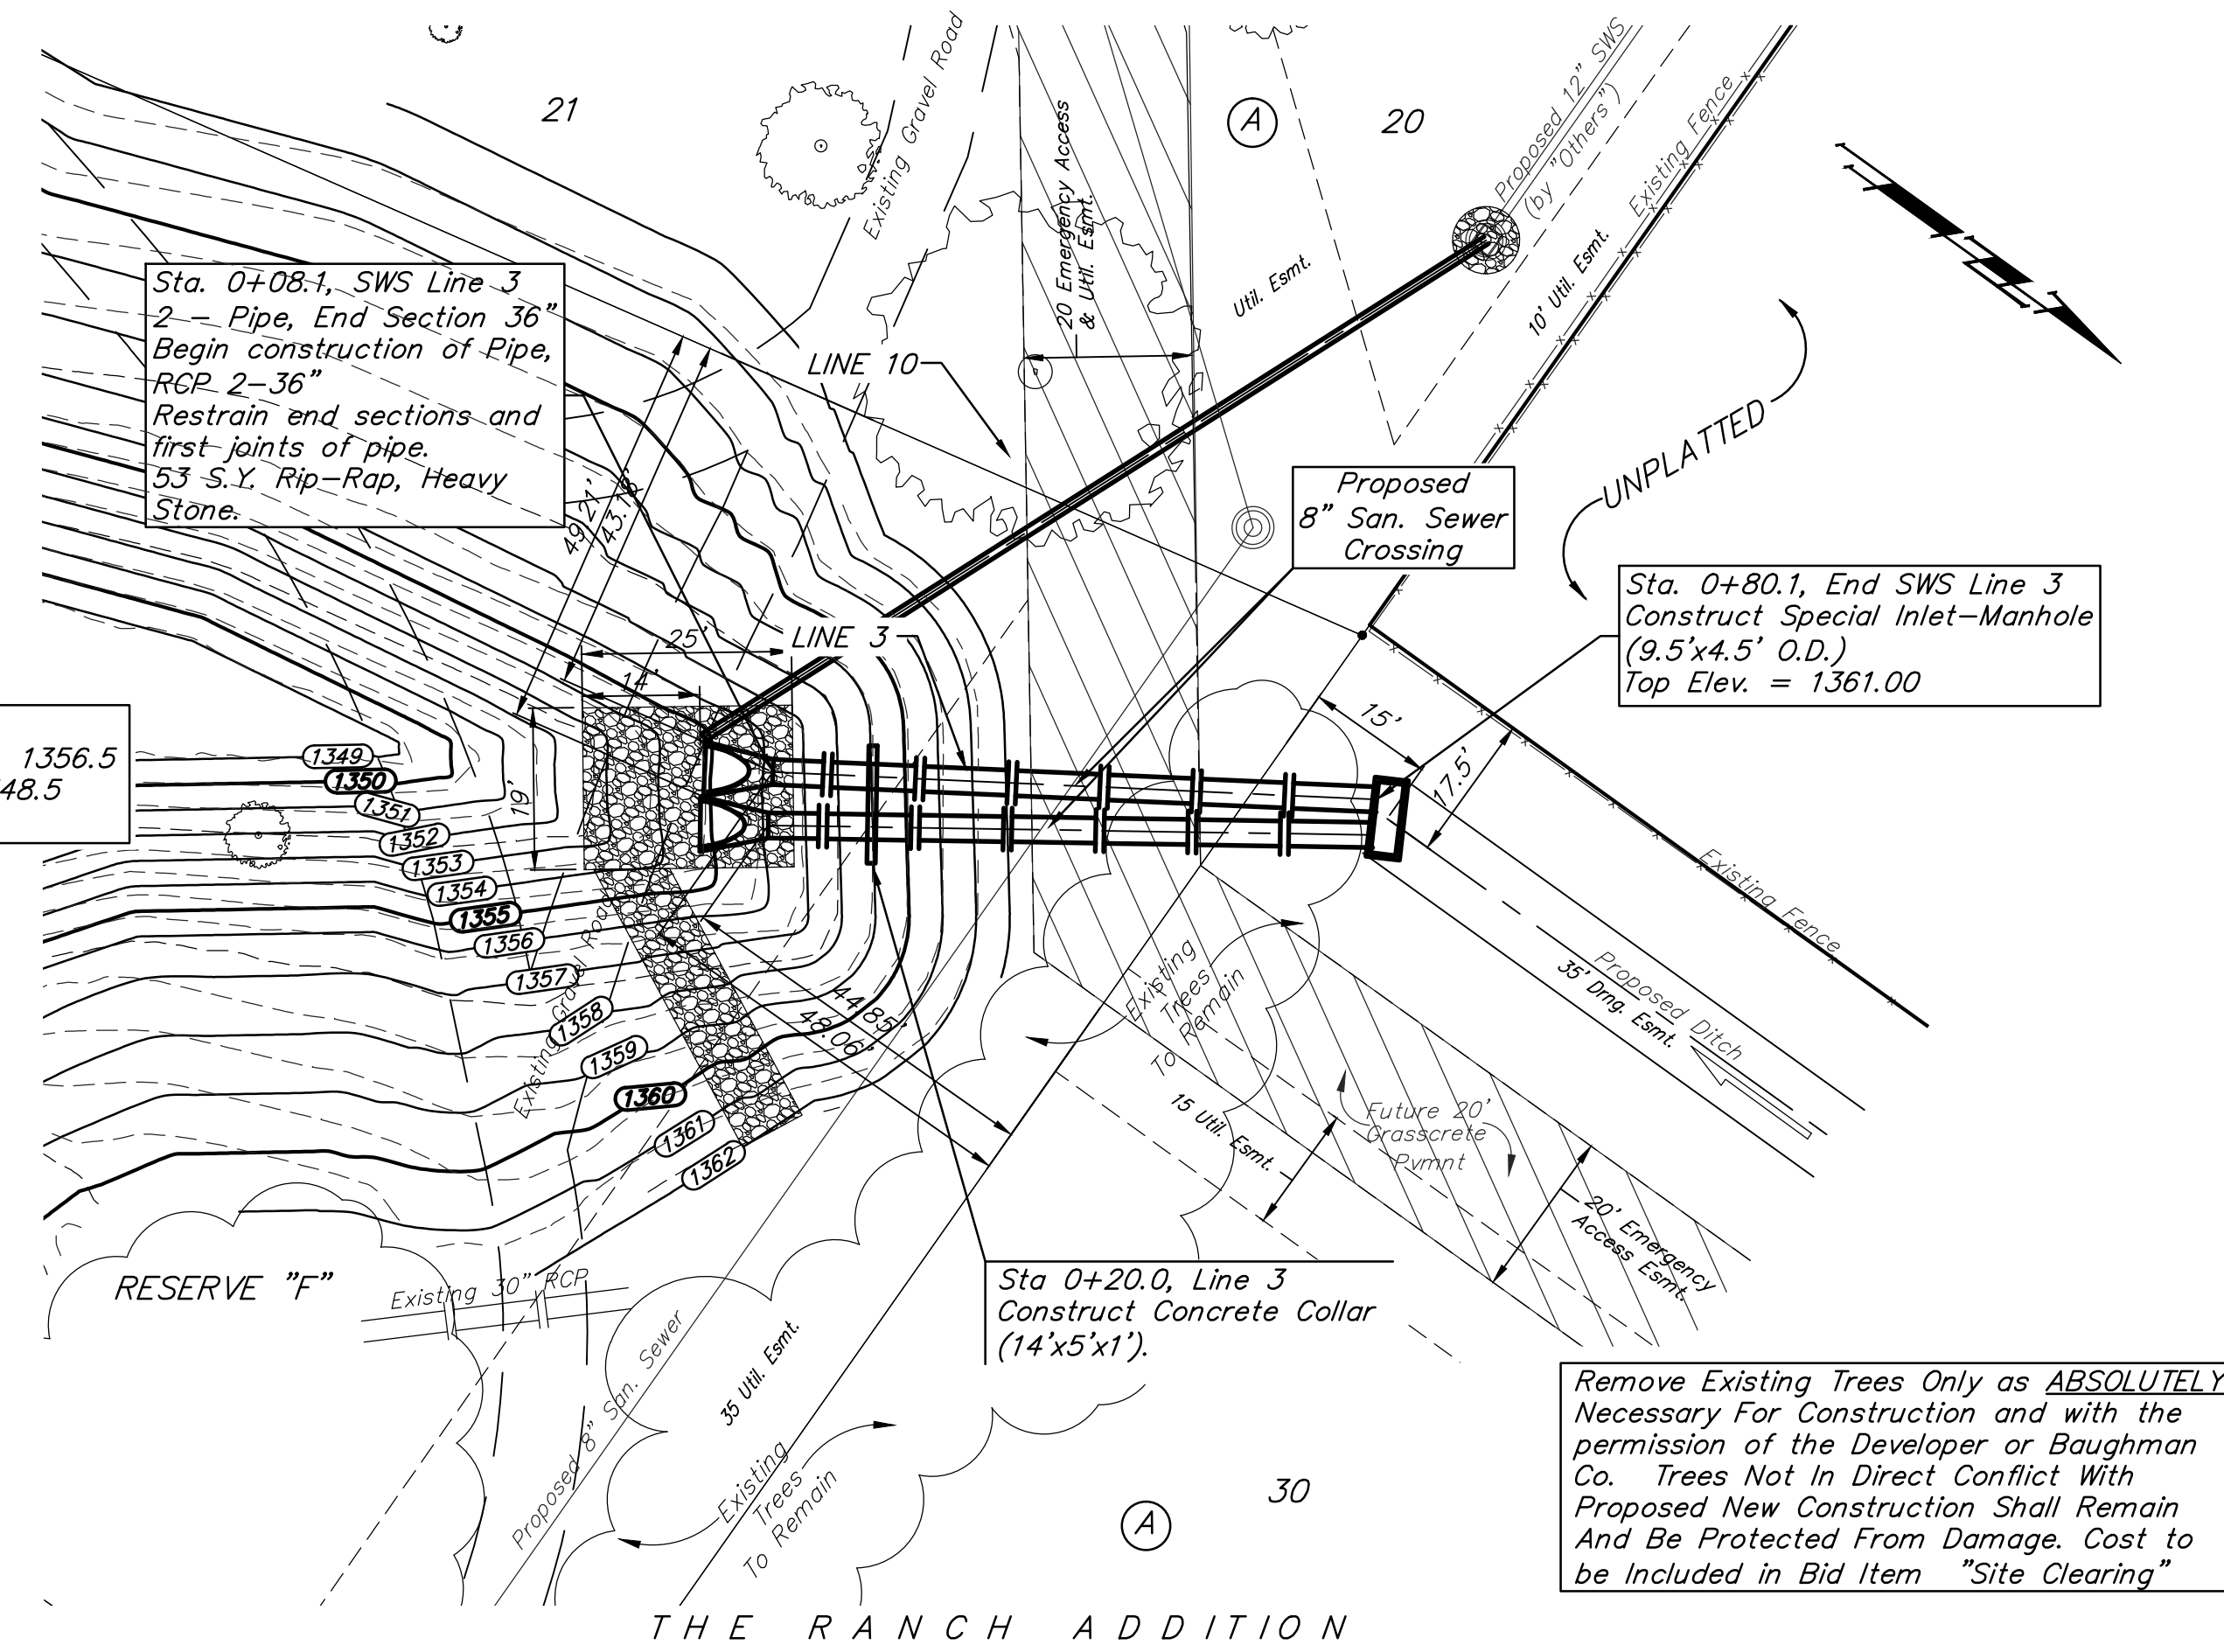 21
Existing Gravel Road
20 Emergency Access
& Util. Esmt.
A
20
Proposed 12" SWS
(by "Others")
Existing Fence
Util. Esmt.
10' Util. Esmt.
Sta. 0+08.1, SWS Line 3
2 - Pipe, End Section 36"
Begin construction of Pipe,
RCP 2-36"
Restrain end sections and
first joints of pipe.
53 S.Y. Rip-Rap, Heavy
Stone.
LINE 10
49.21'
43.18'
UNPLATTED
Proposed
8" San. Sewer
Crossing
Sta. 0+80.1, End SWS Line 3
Construct Special Inlet-Manhole
(9.5'x4.5' O.D.)
Top Elev. = 1361.00
25'
LINE 3
14'
19'
15'
17.5'
1356.5
48.5
1349
1350
1351
1352
1353
1354
1355
1356
1357
1358
1359
1360
1361
1362
Existing Gravel Road
44.85'
48.06'
Existing Fence
Proposed Ditch
35' Drng. Esmt.
Existing
Trees
To Remain
15 Util. Esmt.
Future 20'
Grasscrete
Pvmnt
20' Emergency
Access Esmt.
RESERVE "F"
Existing 30" RCP
Sta 0+20.0, Line 3
Construct Concrete Collar
(14'x5'x1').
Proposed 8" San. Sewer
35 Util. Esmt.
Existing
Trees
To Remain
A
30
Remove Existing Trees Only as ABSOLUTELY
Necessary For Construction and with the
permission of the Developer or Baughman
Co. Trees Not In Direct Conflict With
Proposed New Construction Shall Remain
And Be Protected From Damage. Cost to
be Included in Bid Item "Site Clearing"
THE RANCH ADDITION